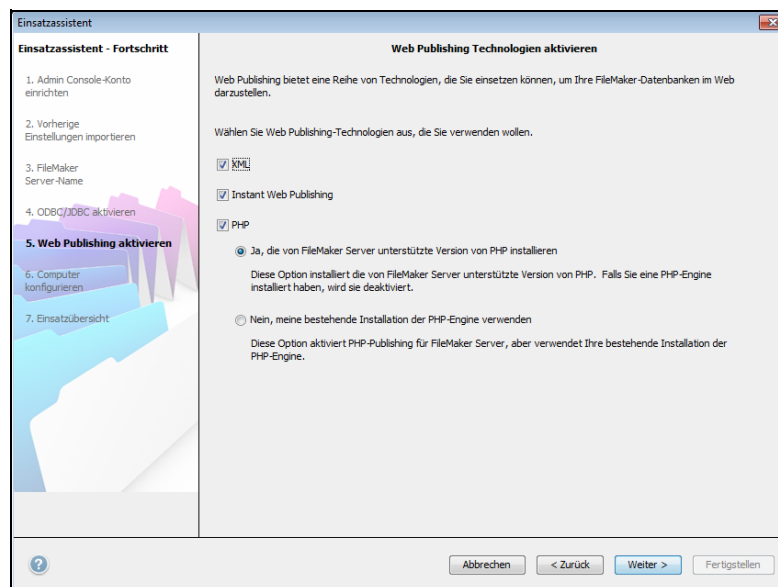 Einsatzassistent
Einsatzassistent - Fortschritt
1. Admin Console-Konto
einrichten
2. Vorherige
Einstellungen importieren
3. FileMaker
Server-Name
4. ODBC/JDBC aktivieren
5. Web Publishing aktivieren
6. Computer
konfigurieren
7. Einsatzübersicht
Web Publishing Technologien aktivieren
Web Publishing bietet eine Reihe von Technologien, die Sie einsetzen können, um Ihre FileMaker-Datenbanken im Web
darzustellen.
Wählen Sie Web Publishing-Technologien aus, die Sie verwenden wollen.
XML
Instant Web Publishing
PHP
Ja, die von FileMaker Server unterstützte Version von PHP installieren
Diese Option installiert die von FileMaker Server unterstützte Version von PHP. Falls Sie eine PHP-Engine
installiert haben, wird sie deaktiviert.
Nein, meine bestehende Installation der PHP-Engine verwenden
Diese Option aktiviert PHP-Publishing für FileMaker Server, aber verwendet Ihre bestehende Installation der
PHP-Engine.
?
Abbrechen
< Zurück
Weiter >
Fertigstellen